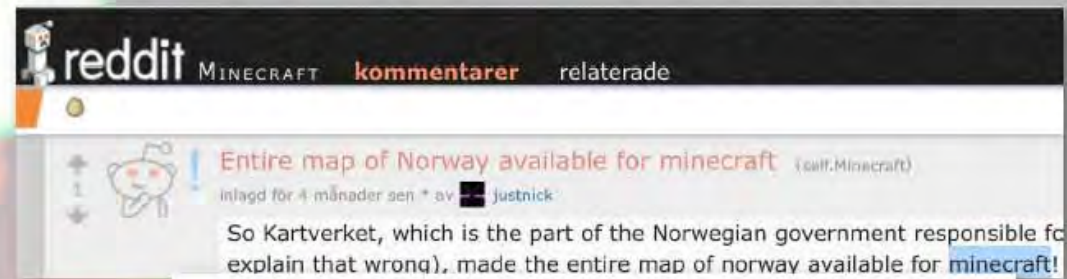 reddit MINECRAFT kommentarer relaterade
Entire map of Norway available for minecraft (self.Minecraft)
1
inlagd för 4 månader sen * av justnick
So Kartverket, which is the part of the Norwegian government responsible fo
explain that wrong), made the entire map of norway available for minecraft!